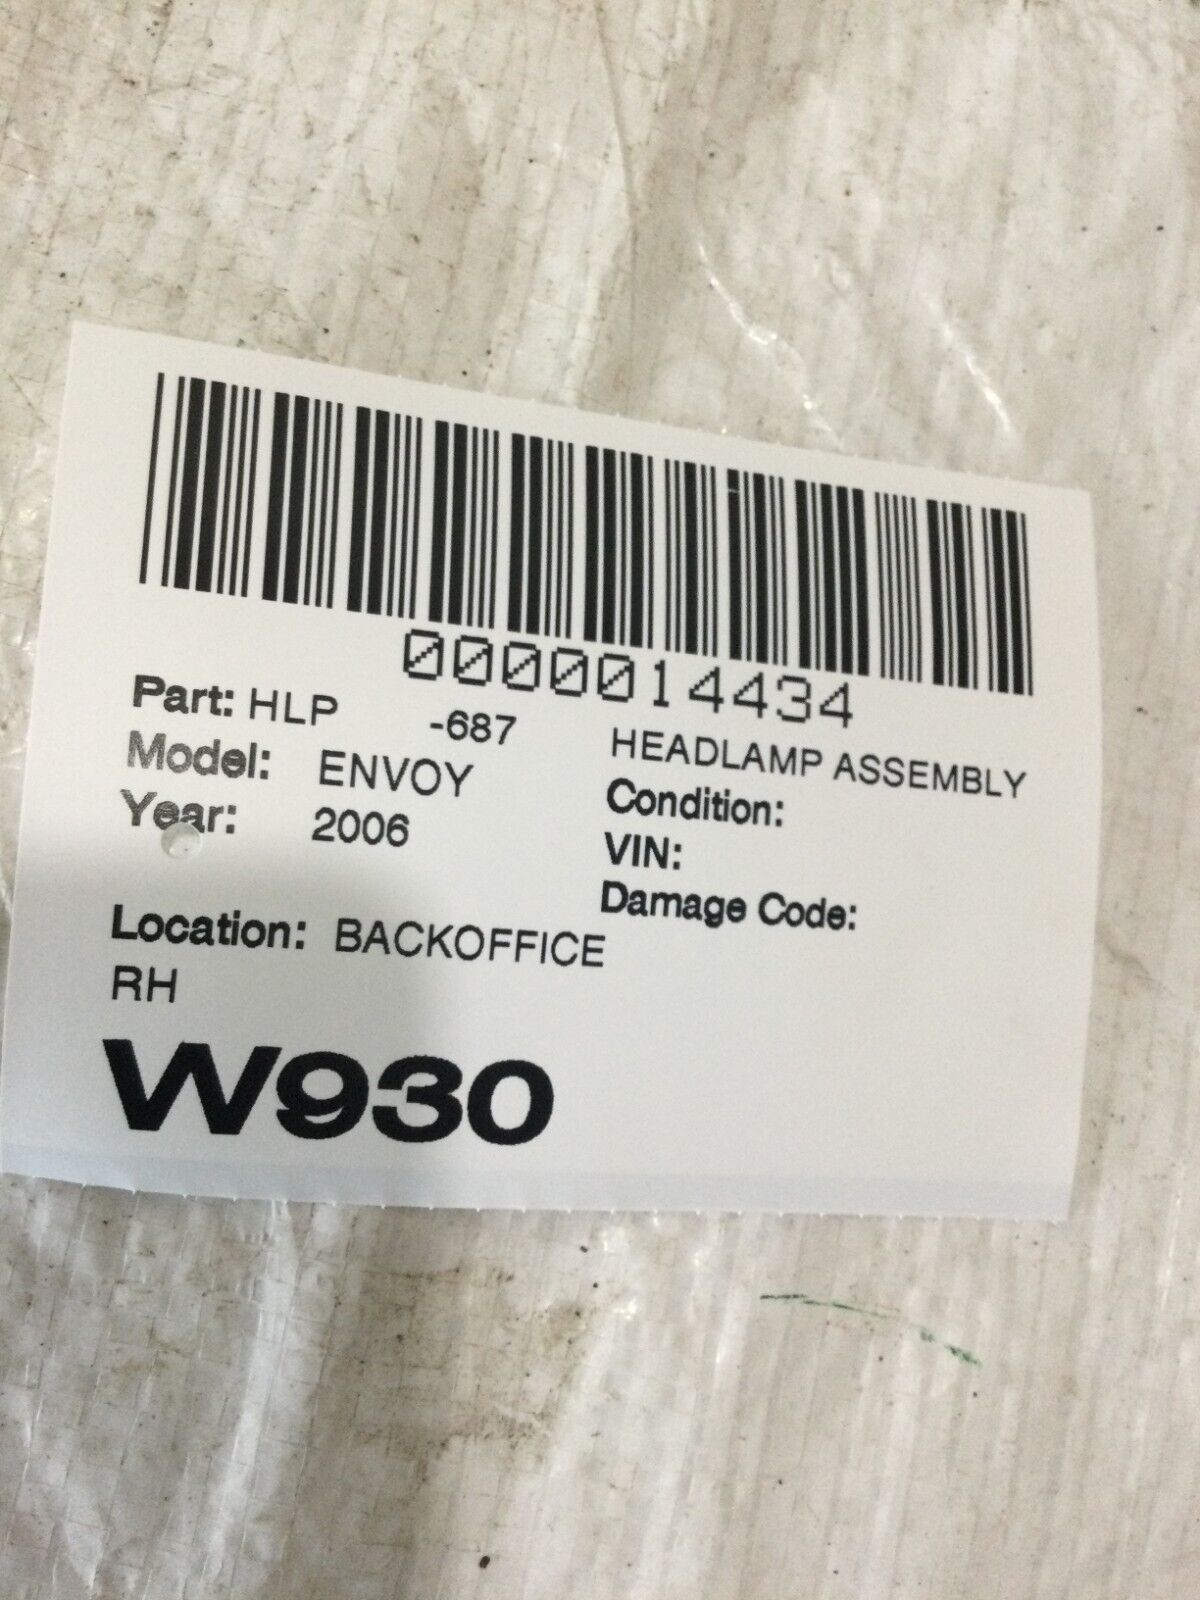 0000014434
Part: HLP -687 HEADLAMP ASSEMBLY
Model: ENVOY Condition:
Year: 2006 VIN:
Damage Code:
Location: BACKOFFICE
RH
W930